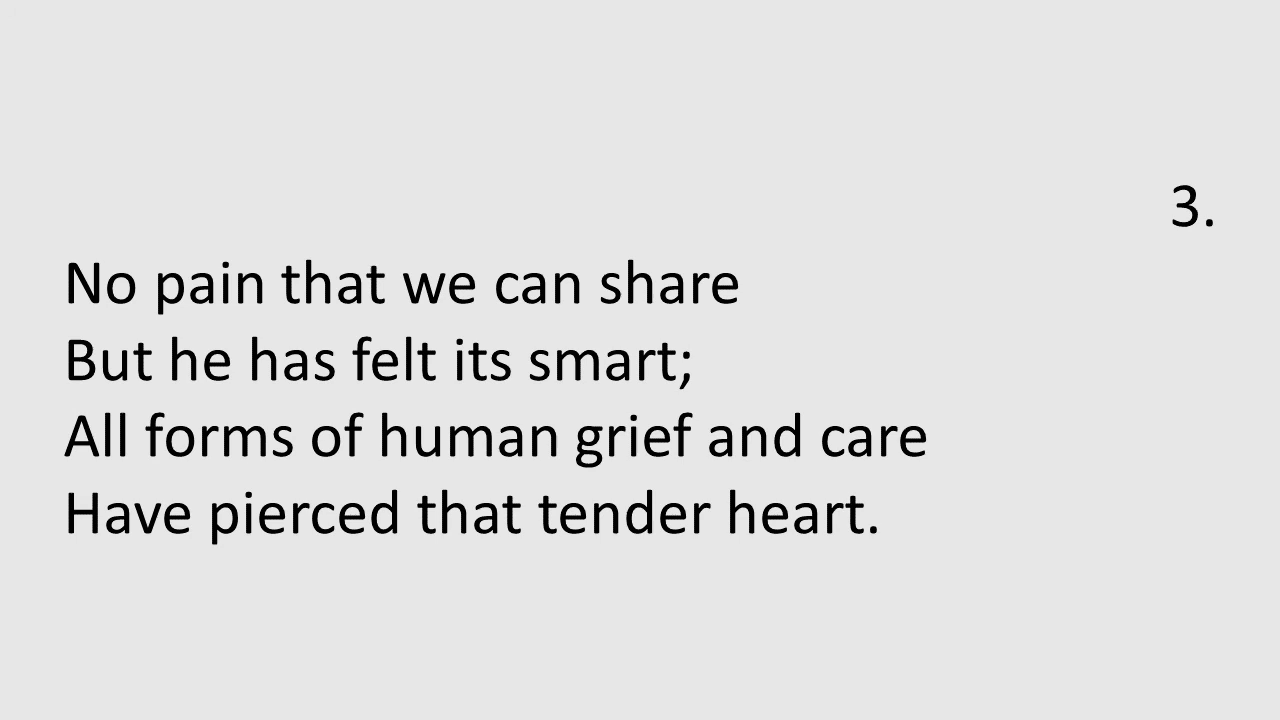 3.
No pain that we can share
But he has felt its smart;
All forms of human grief and care
Have pierced that tender heart.